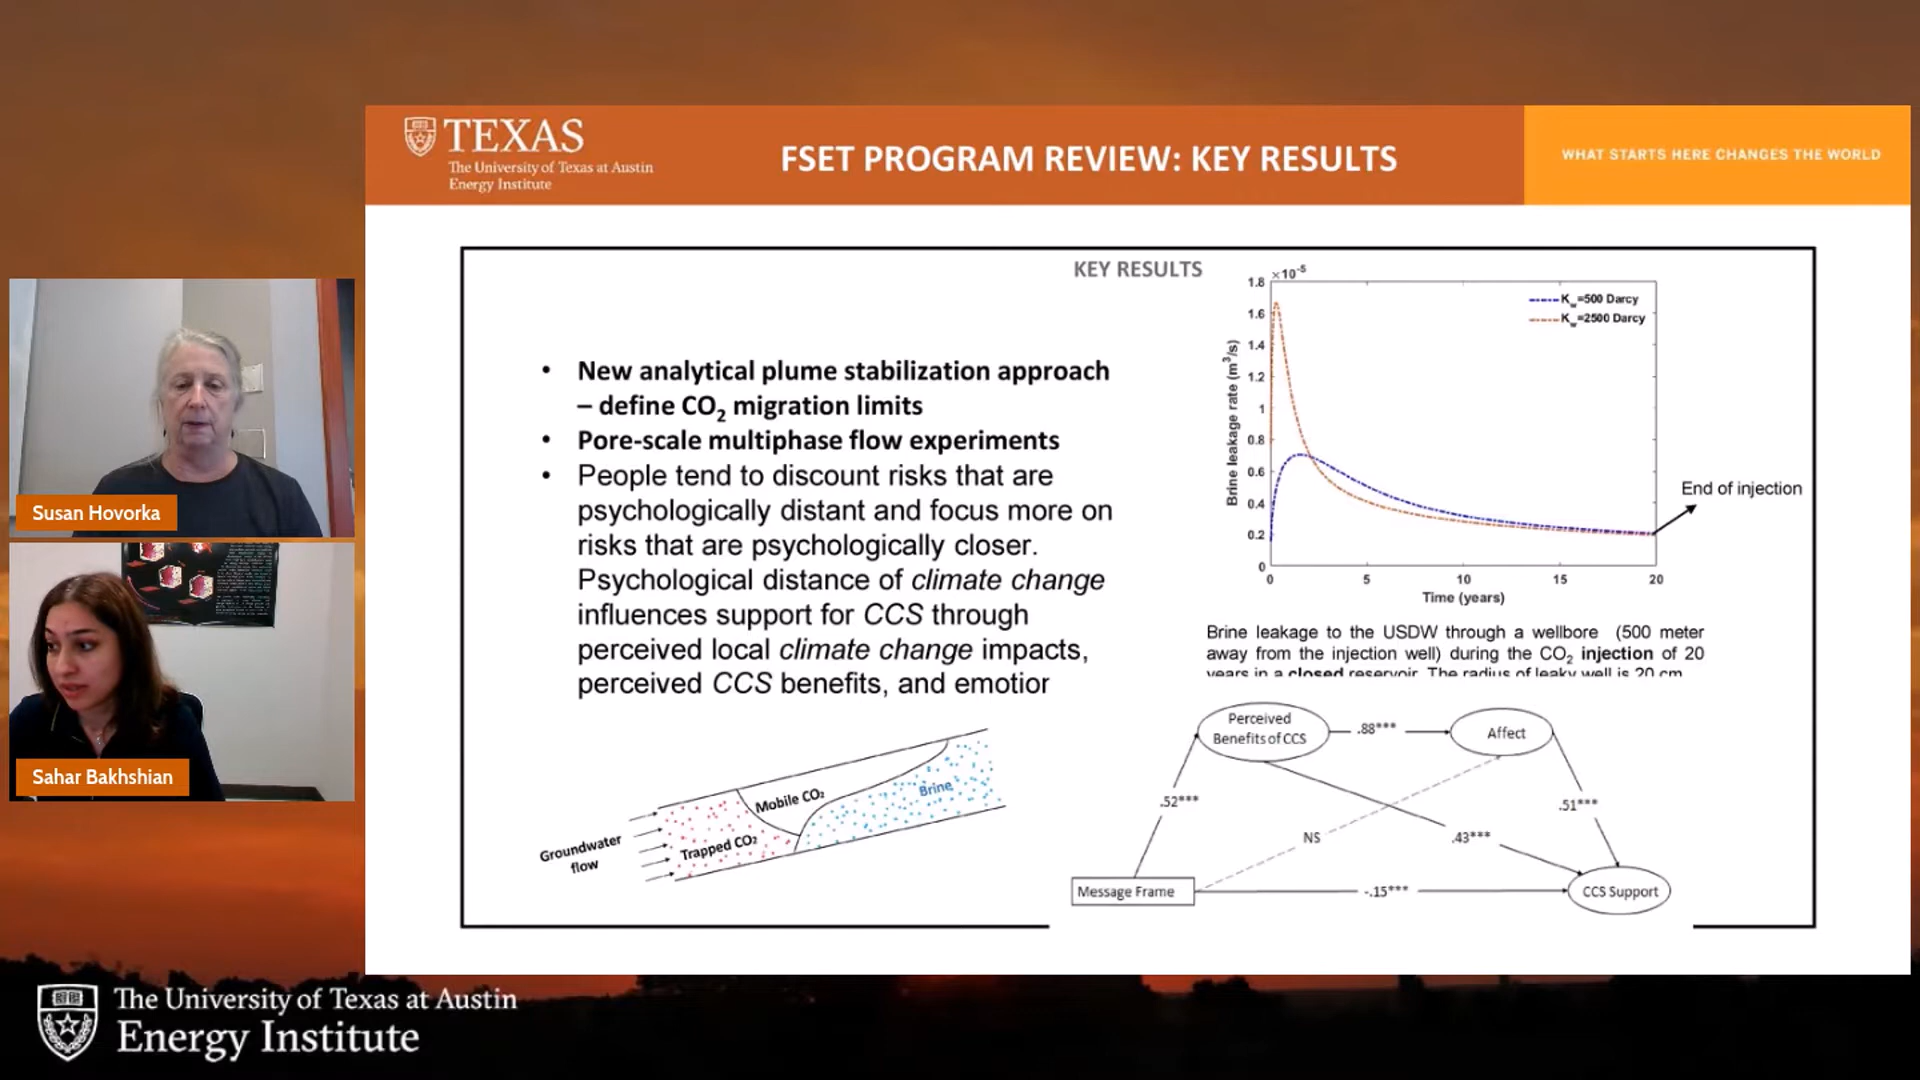 TEXAS
The University of Texas at Austin
Energy Institute
FSET PROGRAM REVIEW: KEY RESULTS
WHAT STARTS HERE CHANGES THE WORLD
KEY RESULTS
• New analytical plume stabilization approach
– define CO₂ migration limits
• Pore-scale multiphase flow experiments
• People tend to discount risks that are
psychologically distant and focus more on
risks that are psychologically closer.
Psychological distance of climate change
influences support for CCS through
perceived local climate change impacts,
perceived CCS benefits, and emotior
×10⁻⁵
1.8
1.6
1.4
1.2
1
0.8
0.6
0.4
0.2
0
Brine leakage rate (m³/s)
K_w=500 Darcy
K_w=2500 Darcy
End of injection
0 5 10 15 20
Time (years)
Brine leakage to the USDW through a wellbore (500 meter
away from the injection well) during the CO₂ injection of 20
years in a closed reservoir. The radius of leaky well is 20 cm
Groundwater
flow
Trapped CO₂
Mobile CO₂
Brine
Perceived
Benefits of CCS
.88***
Affect
.52***
.51***
NS
.43***
Message Frame
-.15***
CCS Support
Susan Hovorka
Sahar Bakhshian
The University of Texas at Austin
Energy Institute